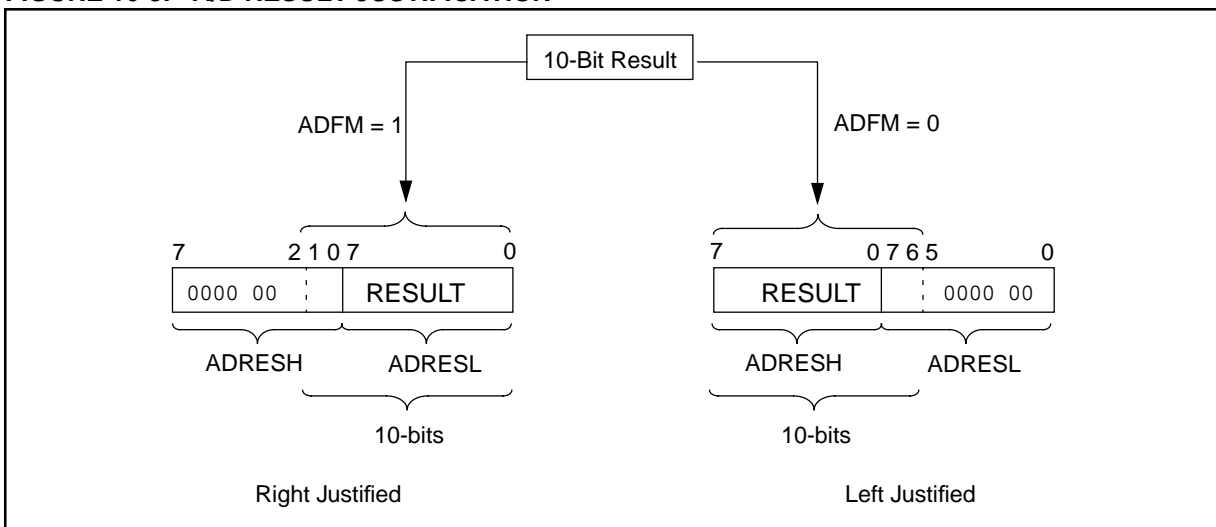 10-Bit Result
ADFM = 1 ADFM = 0
7 2 1 0 7 0 7 0 7 6 5 0
0000 00 RESULT RESULT 0000 00
ADRESH ADRESL ADRESH ADRESL
10-bits 10-bits
Right Justified Left Justified